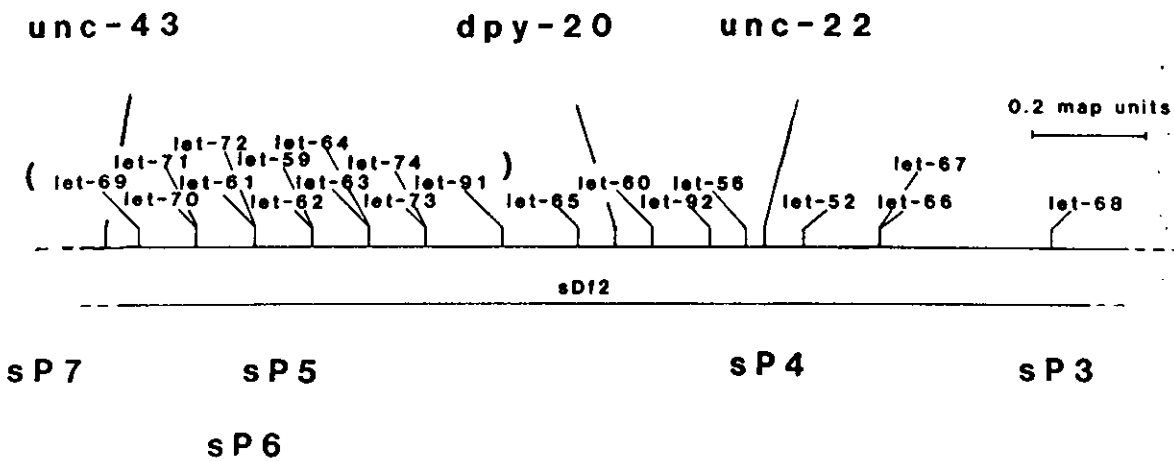 unc-43 dpy-20 unc-22
0.2 map units
let-72 let-64
let-71 let-59 let-74 let-67
( let-69 let-61 let-63 let-91 ) let-60 let-56
let-70 let-62 let-73 let-65 let-92 let-52 let-66 let-68
sDf2
sP7 sP5 sP4 sP3
sP6